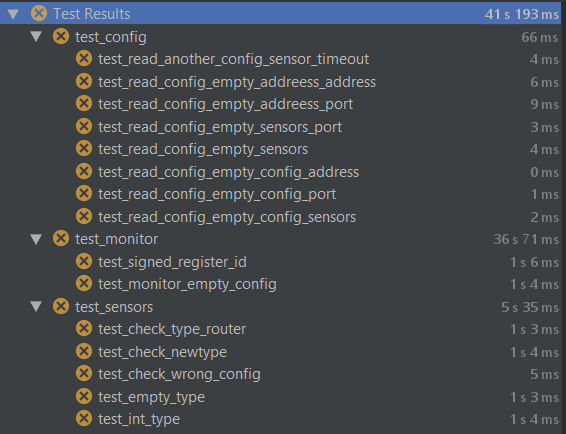 Test Results 41 s 193 ms
test_config 66 ms
test_read_another_config_sensor_timeout 4 ms
test_read_config_empty_addreess_address 6 ms
test_read_config_empty_addreess_port 9 ms
test_read_config_empty_sensors_port 3 ms
test_read_config_empty_sensors 4 ms
test_read_config_empty_config_address 0 ms
test_read_config_empty_config_port 1 ms
test_read_config_empty_config_sensors 2 ms
test_monitor 36 s 71 ms
test_signed_register_id 1 s 6 ms
test_monitor_empty_config 1 s 4 ms
test_sensors 5 s 35 ms
test_check_type_router 1 s 3 ms
test_check_newtype 1 s 4 ms
test_check_wrong_config 5 ms
test_empty_type 1 s 3 ms
test_int_type 1 s 4 ms